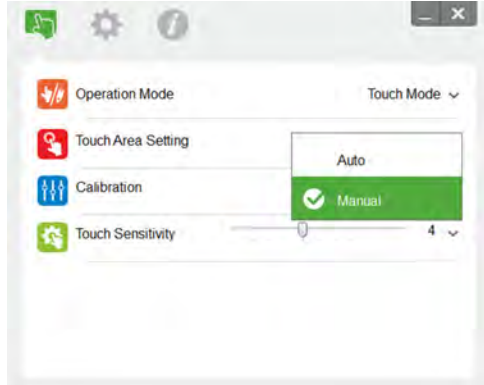 Operation Mode Touch Mode
Touch Area Setting
Auto
Calibration
Manual
Touch Sensitivity 4